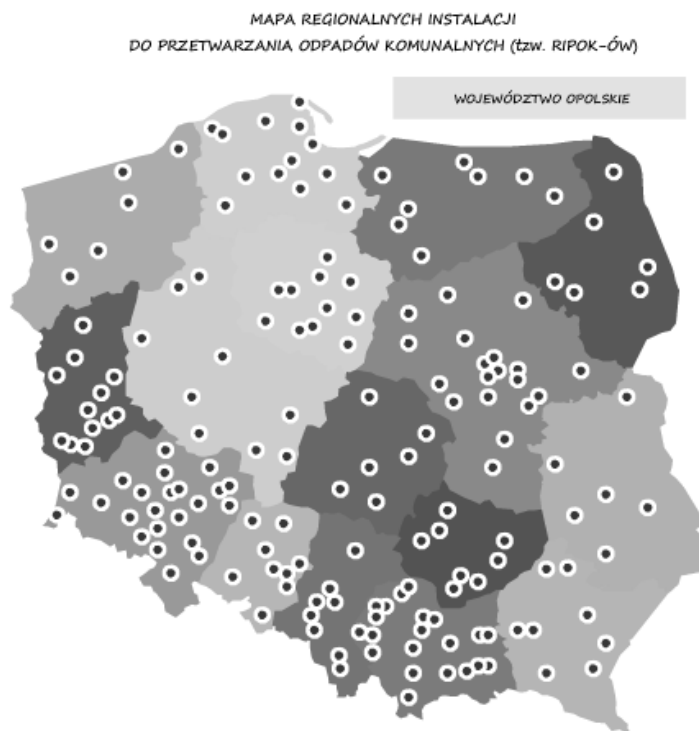 MAPA REGIONALNYCH INSTALACJI
DO PRZETWARZANIA ODPADÓW KOMUNALNYCH (tzw. RIPOK-ÓW)
WOJEWÓDZTWO OPOLSKIE